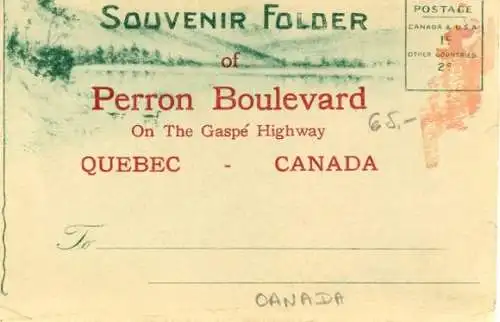 SOUVENIR FOLDER
of
Perron Boulevard
On The Gaspé Highway
QUEBEC - CANADA
To
POSTAGE
CANADA & U.S.A
1¢
OTHER COUNTRIES
2¢
65,-
CANADA